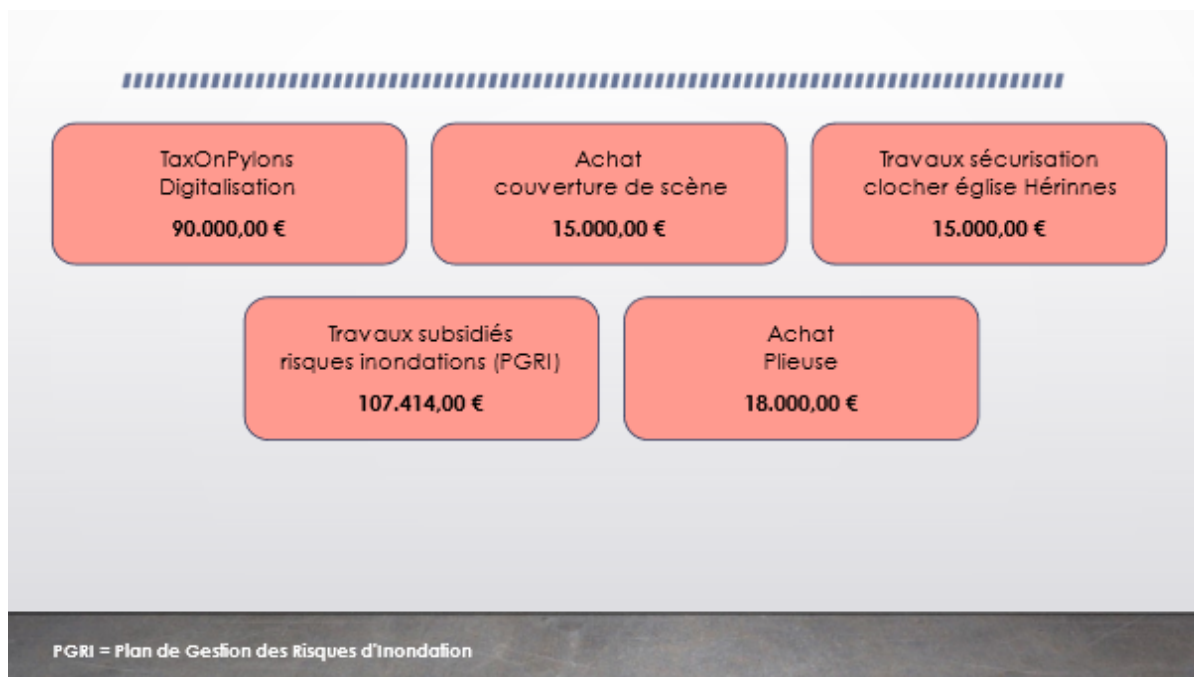 TaxOnPylons
Digitalisation
90.000,00 €
Achat
couverture de scène
15.000,00 €
Travaux sécurisation
clocher église Hérinnes
15.000,00 €
Travaux subsidiés
risques inondations (PGRI)
107.414,00 €
Achat
Plieuse
18.000,00 €
PGRI = Plan de Gestion des Risques d'Inondation